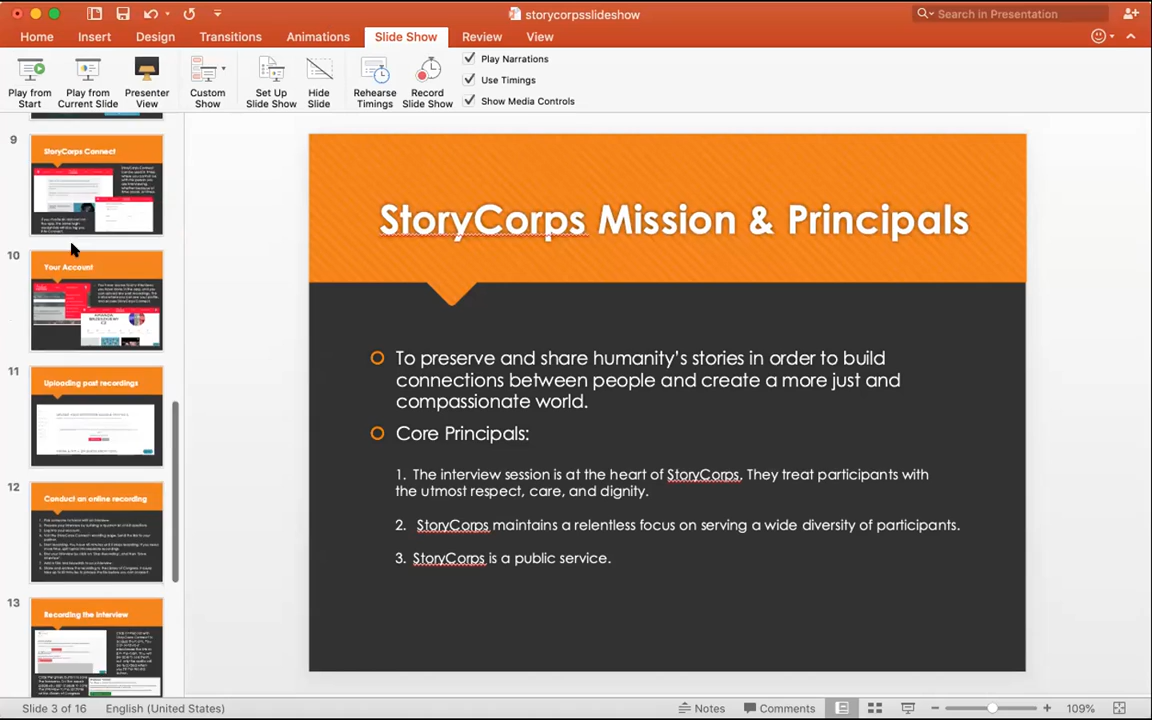 storycorpsslideshow
Search in Presentation
Home Insert Design Transitions Animations Slide Show Review View
Play from Start
Play from Current Slide
Presenter View
Custom Show
Set Up Slide Show
Hide Slide
Rehearse Timings
Record Slide Show
Play Narrations
Use Timings
Show Media Controls
9
StoryCorps Connect
10
Your Account
11
Uploading past recordings
12
Conduct an online recording
13
Recording the interview
StoryCorps Mission & Principals
To preserve and share humanity's stories in order to build
connections between people and create a more just and
compassionate world.
Core Principals:
1. The interview session is at the heart of StoryCorps. They treat participants with
the utmost respect, care, and dignity.
2. StoryCorps maintains a relentless focus on serving a wide diversity of participants.
3. StoryCorps is a public service.
Slide 3 of 16 English (United States) Notes Comments 109%